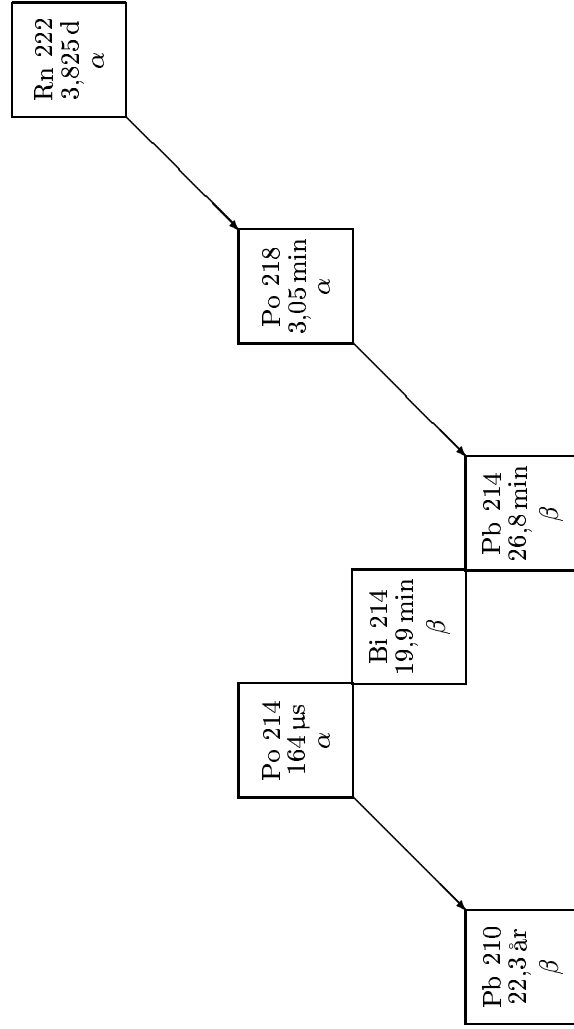 Rn 222
3,825 d
α
Po 218
3,05 min
α
Pb 214
26,8 min
β
Bi 214
19,9 min
β
Po 214
164 µs
α
Pb 210
22,3 år
β